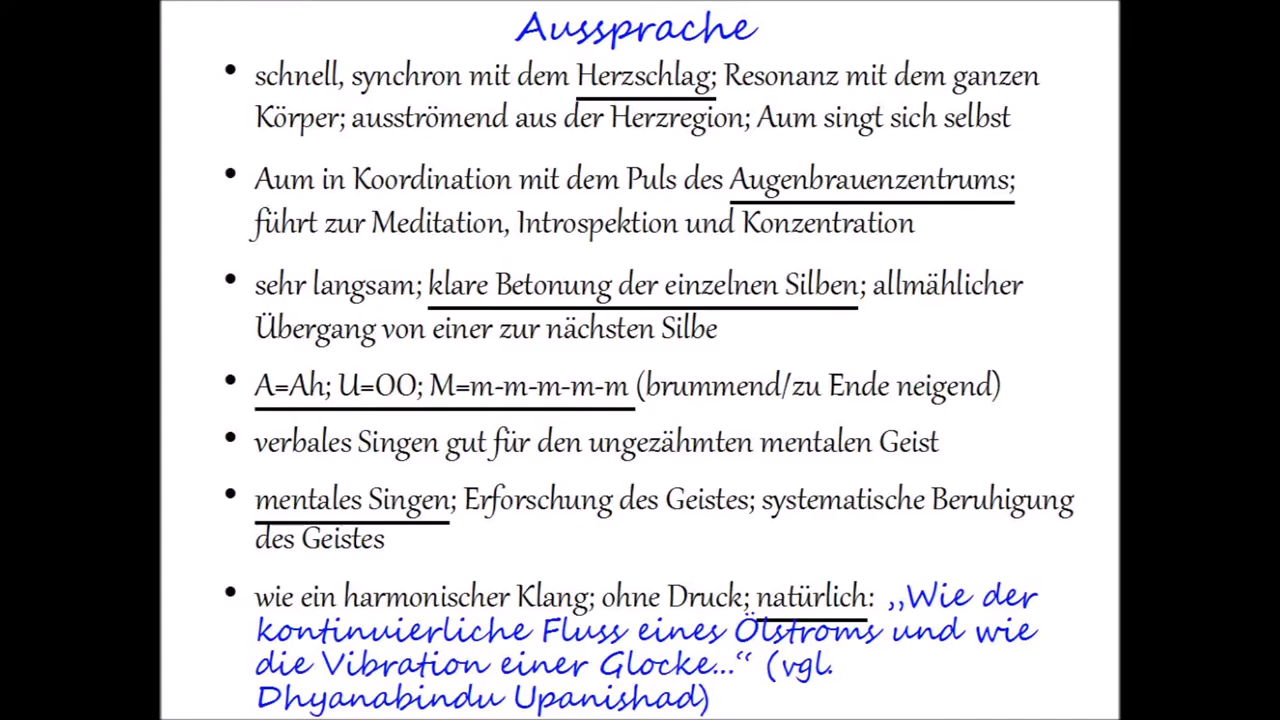 Aussprache
• schnell, synchron mit dem Herzschlag; Resonanz mit dem ganzen
Körper; ausströmend aus der Herzregion; Aum singt sich selbst
• Aum in Koordination mit dem Puls des Augenbrauenzentrums;
führt zur Meditation, Introspektion und Konzentration
• sehr langsam; klare Betonung der einzelnen Silben; allmählicher
Übergang von einer zur nächsten Silbe
• A=Ah; U=OO; M=m-m-m-m-m (brummend/zu Ende neigend)
• verbales Singen gut für den ungezähmten mentalen Geist
• mentales Singen; Erforschung des Geistes; systematische Beruhigung
des Geistes
• wie ein harmonischer Klang; ohne Druck; natürlich: ,,Wie der
kontinuierliche Fluss eines Ölstroms und wie
die Vibration einer Glocke...“ (vgl.
Dhyanabindu Upanishad)